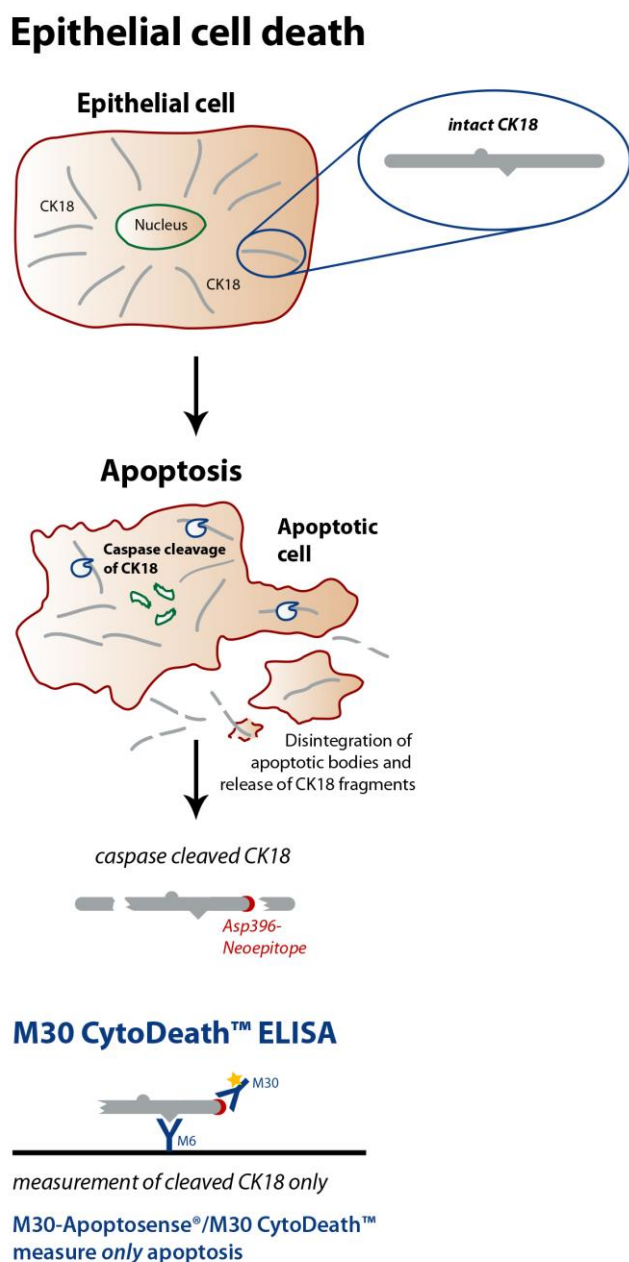 Epithelial cell death
Epithelial cell
intact CK18
CK18
Nucleus
CK18
Apoptosis
Apoptotic
cell
Caspase cleavage
of CK18
Disintegration of
apoptotic bodies and
release of CK18 fragments
caspase cleaved CK18
Asp396-
Neoepitope
M30 CytoDeath™ ELISA
M30
M6
measurement of cleaved CK18 only
M30-Apoptosense®/M30 CytoDeath™
measure only apoptosis